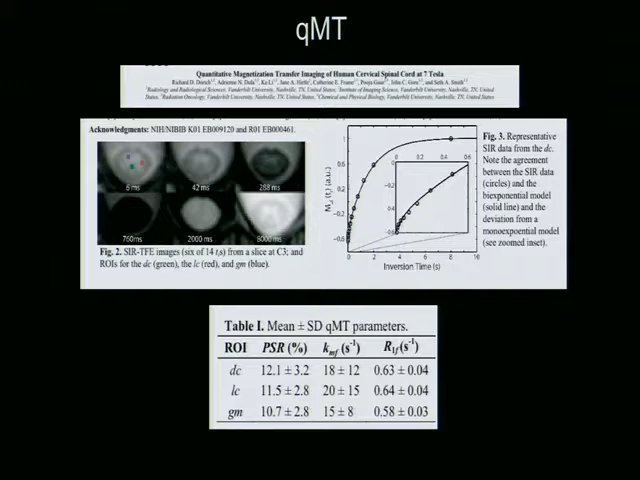 qMT
Quantitative Magnetization Transfer Imaging of Human Cervical Spinal Cord at 7 Tesla
Acknowledgments: NIH/NIBIB K01 EB009120 and R01 EB000461.
6 ms 42 ms 288 ms
760 ms 2000 ms 8000 ms
Fig. 2. SIR-TFE images (six of 14 tᵢs) from a slice at C3; and
ROIs for the dc (green), the lc (red), and gm (blue).
Inversion Time (s)
Fig. 3. Representative
SIR data from the dc.
Note the agreement
between the SIR data
(circles) and the
biexponential model
(solid line) and the
deviation from a
monoexpoential model
(see zoomed inset).
Table I. Mean ± SD qMT parameters.
ROI PSR (%) kmf (s⁻¹) R1f (s⁻¹)
dc 12.1 ± 3.2 18 ± 12 0.63 ± 0.04
lc 11.5 ± 2.8 20 ± 15 0.64 ± 0.04
gm 10.7 ± 2.8 15 ± 8 0.58 ± 0.03